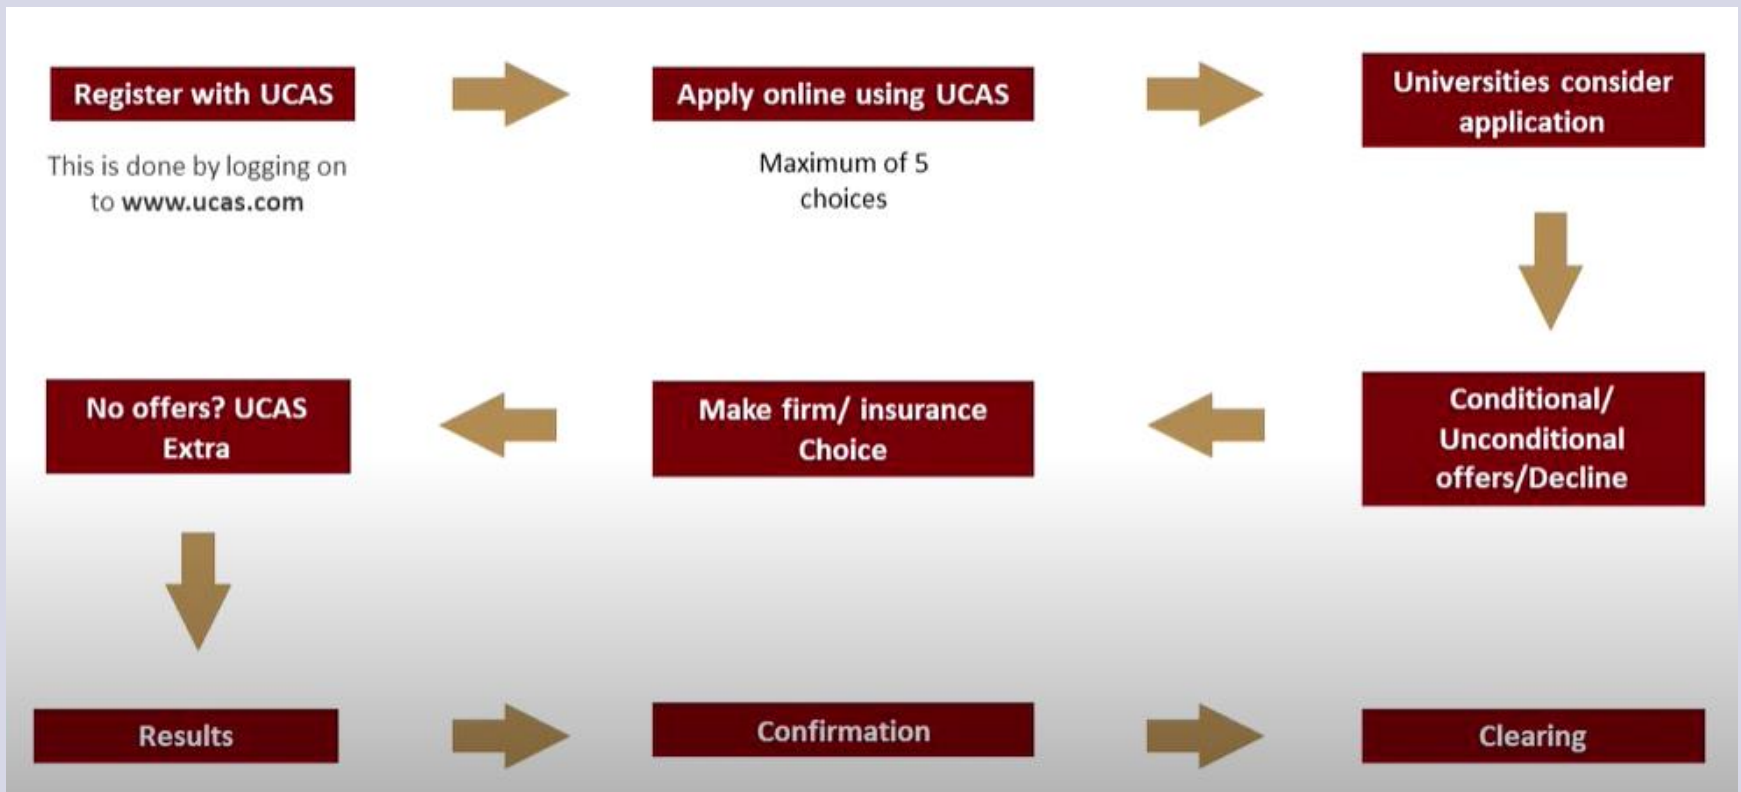 Register with UCAS
This is done by logging on
to www.ucas.com
Apply online using UCAS
Maximum of 5
choices
Universities consider
application
Conditional/
Unconditional
offers/Decline
Make firm/ insurance
Choice
No offers? UCAS
Extra
Results
Confirmation
Clearing